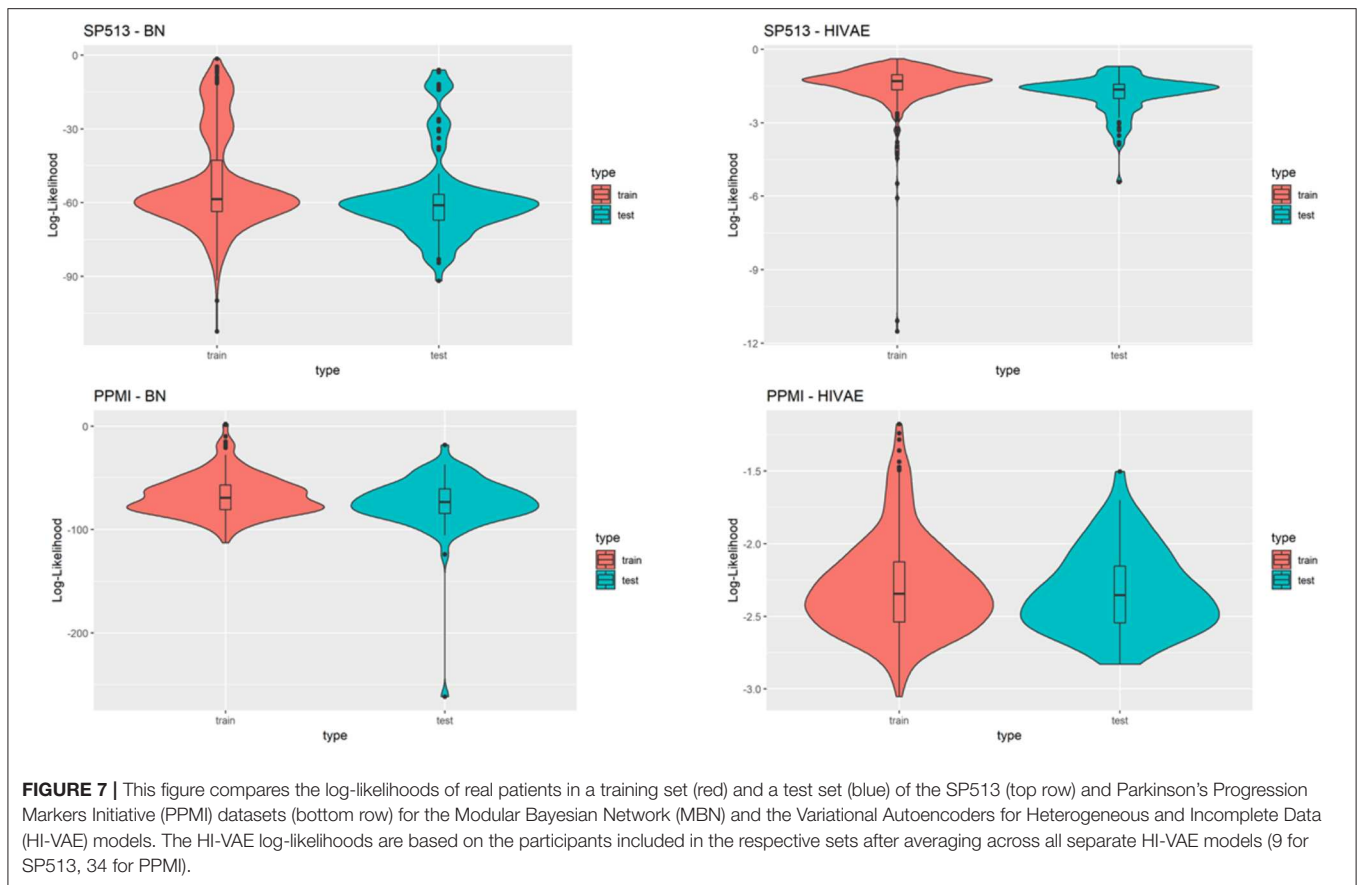 SP513 - BN
0
-30
-60
-90
Log-Likelihood
train
test
type
type
train
test
SP513 - HIVAE
0
-3
-6
-9
-12
Log-Likelihood
train
test
type
type
train
test
PPMI - BN
0
-100
-200
Log-Likelihood
train
test
type
type
train
test
PPMI - HIVAE
-1.5
-2.0
-2.5
-3.0
Log-Likelihood
train
test
type
type
train
test
FIGURE 7 | This figure compares the log-likelihoods of real patients in a training set (red) and a test set (blue) of the SP513 (top row) and Parkinson's Progression
Markers Initiative (PPMI) datasets (bottom row) for the Modular Bayesian Network (MBN) and the Variational Autoencoders for Heterogeneous and Incomplete Data
(HI-VAE) models. The HI-VAE log-likelihoods are based on the participants included in the respective sets after averaging across all separate HI-VAE models (9 for
SP513, 34 for PPMI).